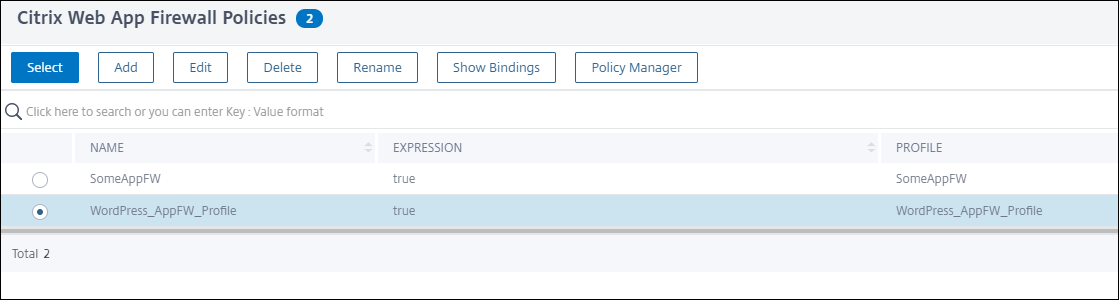 Citrix Web App Firewall Policies 2
Select Add Edit Delete Rename Show Bindings Policy Manager
Click here to search or you can enter Key : Value format
NAME EXPRESSION PROFILE
SomeAppFW true SomeAppFW
WordPress_AppFW_Profile true WordPress_AppFW_Profile
Total 2